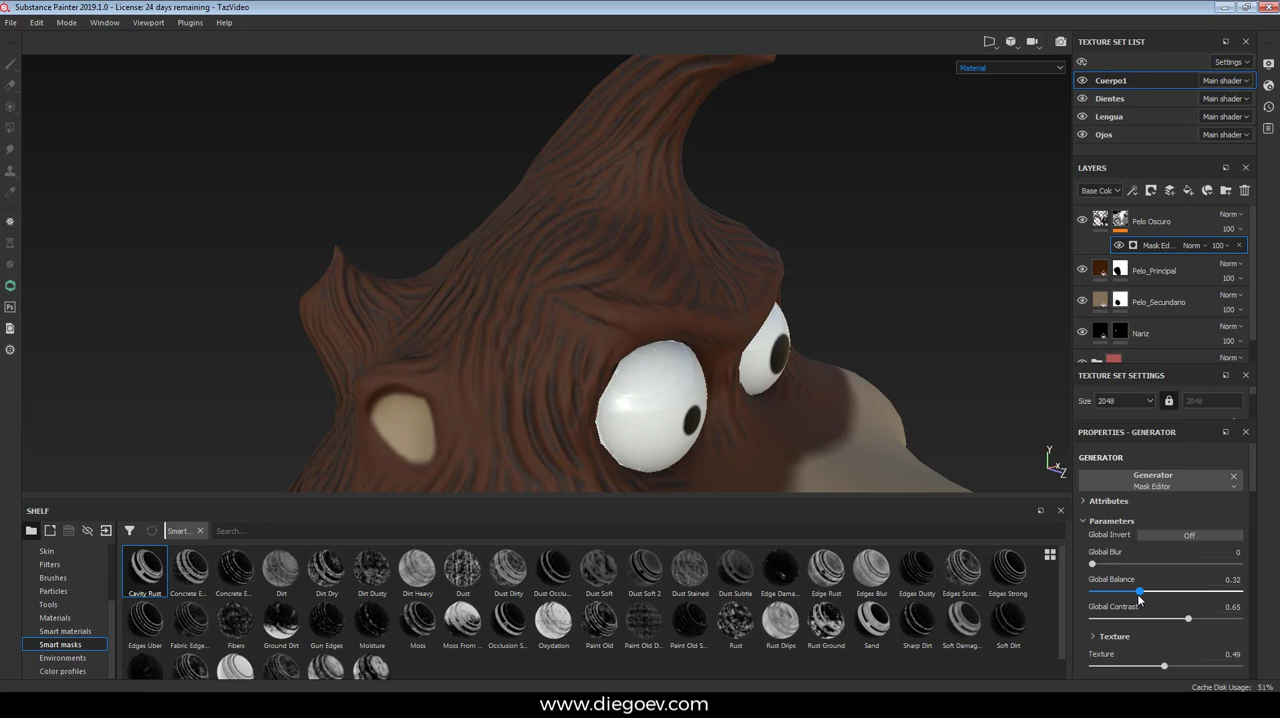 Substance Painter 2019.1.0 - License: 24 days remaining - TazVideo
File Edit Mode Window Viewport Plugins Help
Material
TEXTURE SET LIST
Settings
Cuerpo1 Main shader
Dientes Main shader
Lengua Main shader
Ojos Main shader
LAYERS
Base Col
Norm
Pelo Oscuro
100
Mask Ed... Norm 100
Norm
Pelo_Principal
100
Norm
Pelo_Secundario
100
Norm
Nariz
100
Norm
TEXTURE SET SETTINGS
Size 2048 2048
PROPERTIES - GENERATOR
GENERATOR
Generator
Mask Editor
Attributes
Parameters
Global Invert Off
Global Blur 0
Global Balance 0.32
Global Contrast 0.65
Texture
Texture 0.49
Y
X
Z
SHELF
Smart... Search...
Skin
Filters
Brushes
Particles
Tools
Materials
Smart materials
Smart masks
Environments
Color profiles
Cavity Rust Concrete E... Concrete E... Dirt Dirt Dry Dirt Dusty Dirt Heavy Dust Dust Occlu... Dust Soft Dust Soft 2 Dust Stained Dust Subtle Edge Dama... Edge Rust Edges Blur Edges Dusty Edges Scrat... Edges Strong
Edges Uber Fabric Edge... Fibers Ground Dirt Gun Edges Moisture Moss Moss From ... Occlusion S... Oxydation Paint Old Paint Old D... Paint Old S... Rust Rust Drips Rust Ground Sand Sharp Dirt Soft Damag... Soft Dirt
Cache Disk Usage: 51%
www.diegoev.com